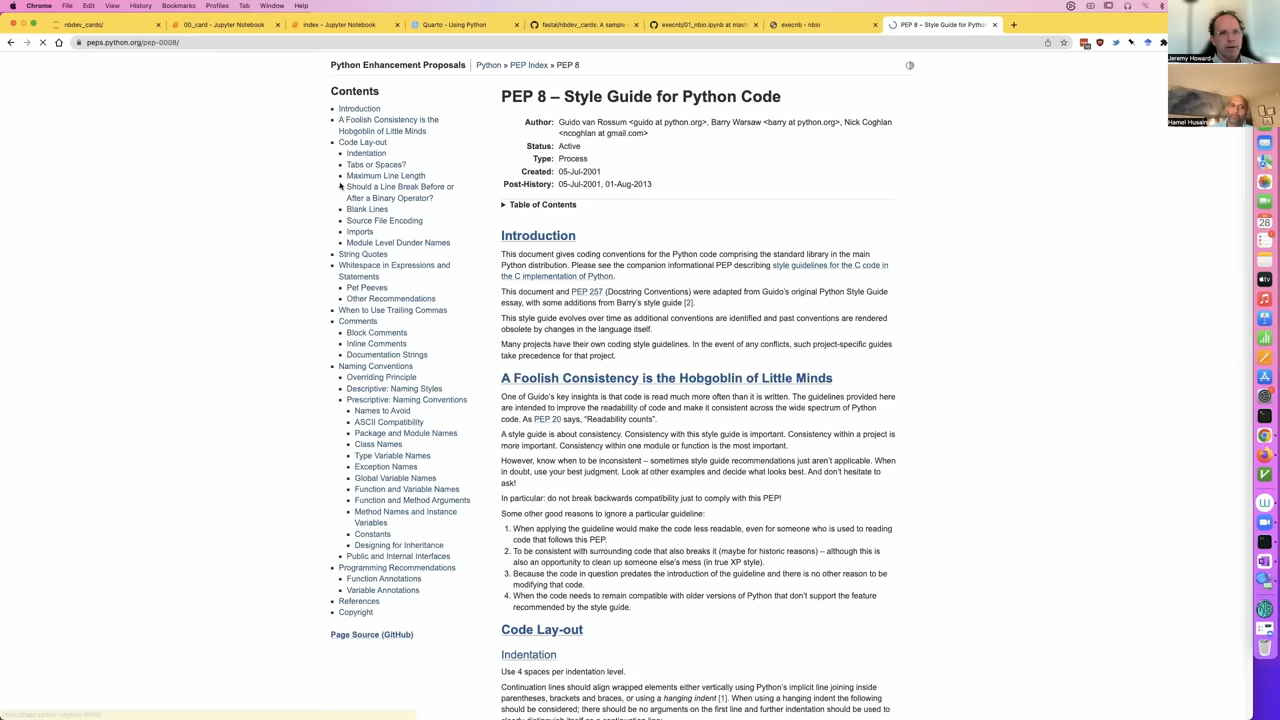 Chrome File Edit View History Bookmarks Profiles Tab Window Help
nbdev_cards/
00_card - Jupyter Notebook
index - Jupyter Notebook
Quarto - Using Python
fastai/nbdev_cards: A sample
execnb/01_nbio.ipynb at mast
execnb - nbio
PEP 8 – Style Guide for Pytho
peps.python.org/pep-0008/
Jeremy Howard
Hamel Husain
Python Enhancement Proposals
Python » PEP Index » PEP 8
Contents
Introduction
A Foolish Consistency is the
Hobgoblin of Little Minds
Code Lay-out
Indentation
Tabs or Spaces?
Maximum Line Length
Should a Line Break Before or
After a Binary Operator?
Blank Lines
Source File Encoding
Imports
Module Level Dunder Names
String Quotes
Whitespace in Expressions and
Statements
Pet Peeves
Other Recommendations
When to Use Trailing Commas
Comments
Block Comments
Inline Comments
Documentation Strings
Naming Conventions
Overriding Principle
Descriptive: Naming Styles
Prescriptive: Naming Conventions
Names to Avoid
ASCII Compatibility
Package and Module Names
Class Names
Type Variable Names
Exception Names
Global Variable Names
Function and Variable Names
Function and Method Arguments
Method Names and Instance
Variables
Constants
Designing for Inheritance
Public and Internal Interfaces
Programming Recommendations
Function Annotations
Variable Annotations
References
Copyright
Page Source (GitHub)
PEP 8 – Style Guide for Python Code
Author: Guido van Rossum <guido at python.org>, Barry Warsaw <barry at python.org>, Nick Coghlan
<ncoghlan at gmail.com>
Status: Active
Type: Process
Created: 05-Jul-2001
Post-History: 05-Jul-2001, 01-Aug-2013
Table of Contents
Introduction
This document gives coding conventions for the Python code comprising the standard library in the main
Python distribution. Please see the companion informational PEP describing style guidelines for the C code in
the C implementation of Python.
This document and PEP 257 (Docstring Conventions) were adapted from Guido's original Python Style Guide
essay, with some additions from Barry's style guide [2].
This style guide evolves over time as additional conventions are identified and past conventions are rendered
obsolete by changes in the language itself.
Many projects have their own coding style guidelines. In the event of any conflicts, such project-specific guides
take precedence for that project.
A Foolish Consistency is the Hobgoblin of Little Minds
One of Guido's key insights is that code is read much more often than it is written. The guidelines provided here
are intended to improve the readability of code and make it consistent across the wide spectrum of Python
code. As PEP 20 says, “Readability counts”.
A style guide is about consistency. Consistency with this style guide is important. Consistency within a project is
more important. Consistency within one module or function is the most important.
However, know when to be inconsistent – sometimes style guide recommendations just aren't applicable. When
in doubt, use your best judgment. Look at other examples and decide what looks best. And don't hesitate to
ask!
In particular: do not break backwards compatibility just to comply with this PEP!
Some other good reasons to ignore a particular guideline:
1. When applying the guideline would make the code less readable, even for someone who is used to reading
code that follows this PEP.
2. To be consistent with surrounding code that also breaks it (maybe for historic reasons) – although this is
also an opportunity to clean up someone else's mess (in true XP style).
3. Because the code in question predates the introduction of the guideline and there is no other reason to be
modifying that code.
4. When the code needs to remain compatible with older versions of Python that don't support the feature
recommended by the style guide.
Code Lay-out
Indentation
Use 4 spaces per indentation level.
Continuation lines should align wrapped elements either vertically using Python's implicit line joining inside
parentheses, brackets and braces, or using a hanging indent [1]. When using a hanging indent the following
should be considered; there should be no arguments on the first line and further indentation should be used to
clearly distinguish itself as a continuation line:
https://peps.python.org/pep-0008/